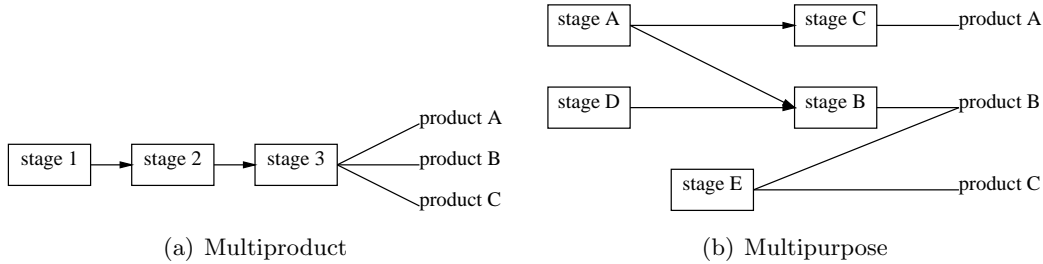 stage 1
stage 2
stage 3
product A
product B
product C
(a) Multiproduct
stage A
stage C
product A
stage D
stage B
product B
stage E
product C
(b) Multipurpose